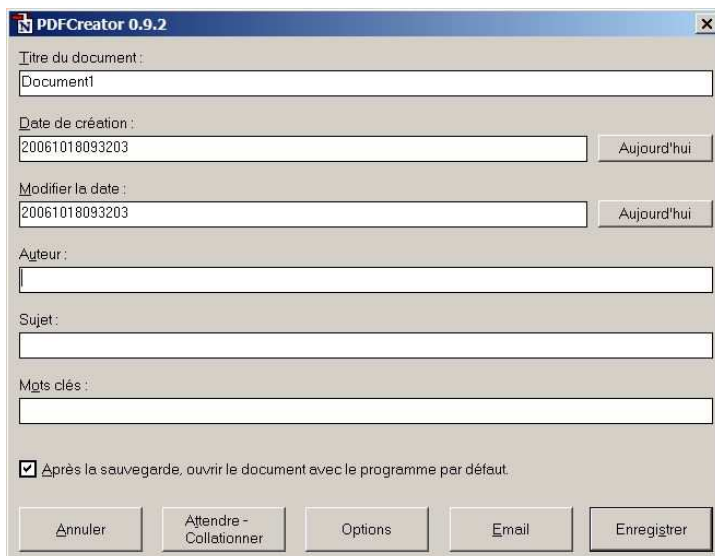 PDFCreator 0.9.2
Titre du document :
Document1
Date de création :
20061018093203
Aujourd'hui
Modifier la date :
20061018093203
Aujourd'hui
Auteur :
Sujet :
Mots clés :
Après la sauvegarde, ouvrir le document avec le programme par défaut.
Annuler
Attendre -
Collationner
Options
Email
Enregistrer